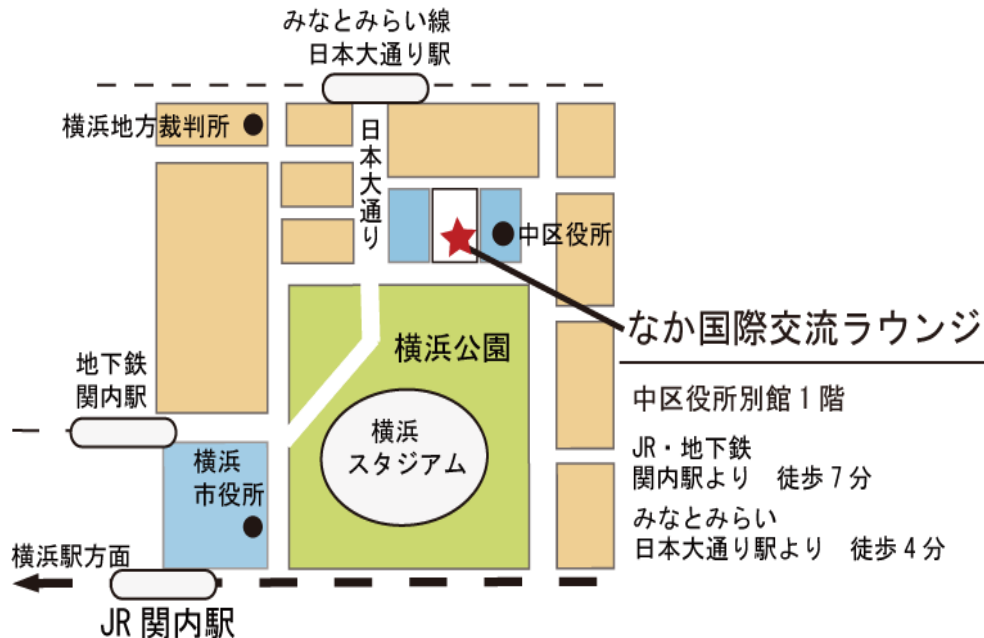 みなとみらい線
日本大通り駅
横浜地方裁判所
日本大通り
中区役所
なか国際交流ラウンジ
横浜公園
地下鉄
関内駅
中区役所別館1階
横浜
スタジアム
JR・地下鉄
関内駅より 徒歩7分
横浜
市役所
みなとみらい
日本大通り駅より 徒歩4分
横浜駅方面
JR関内駅